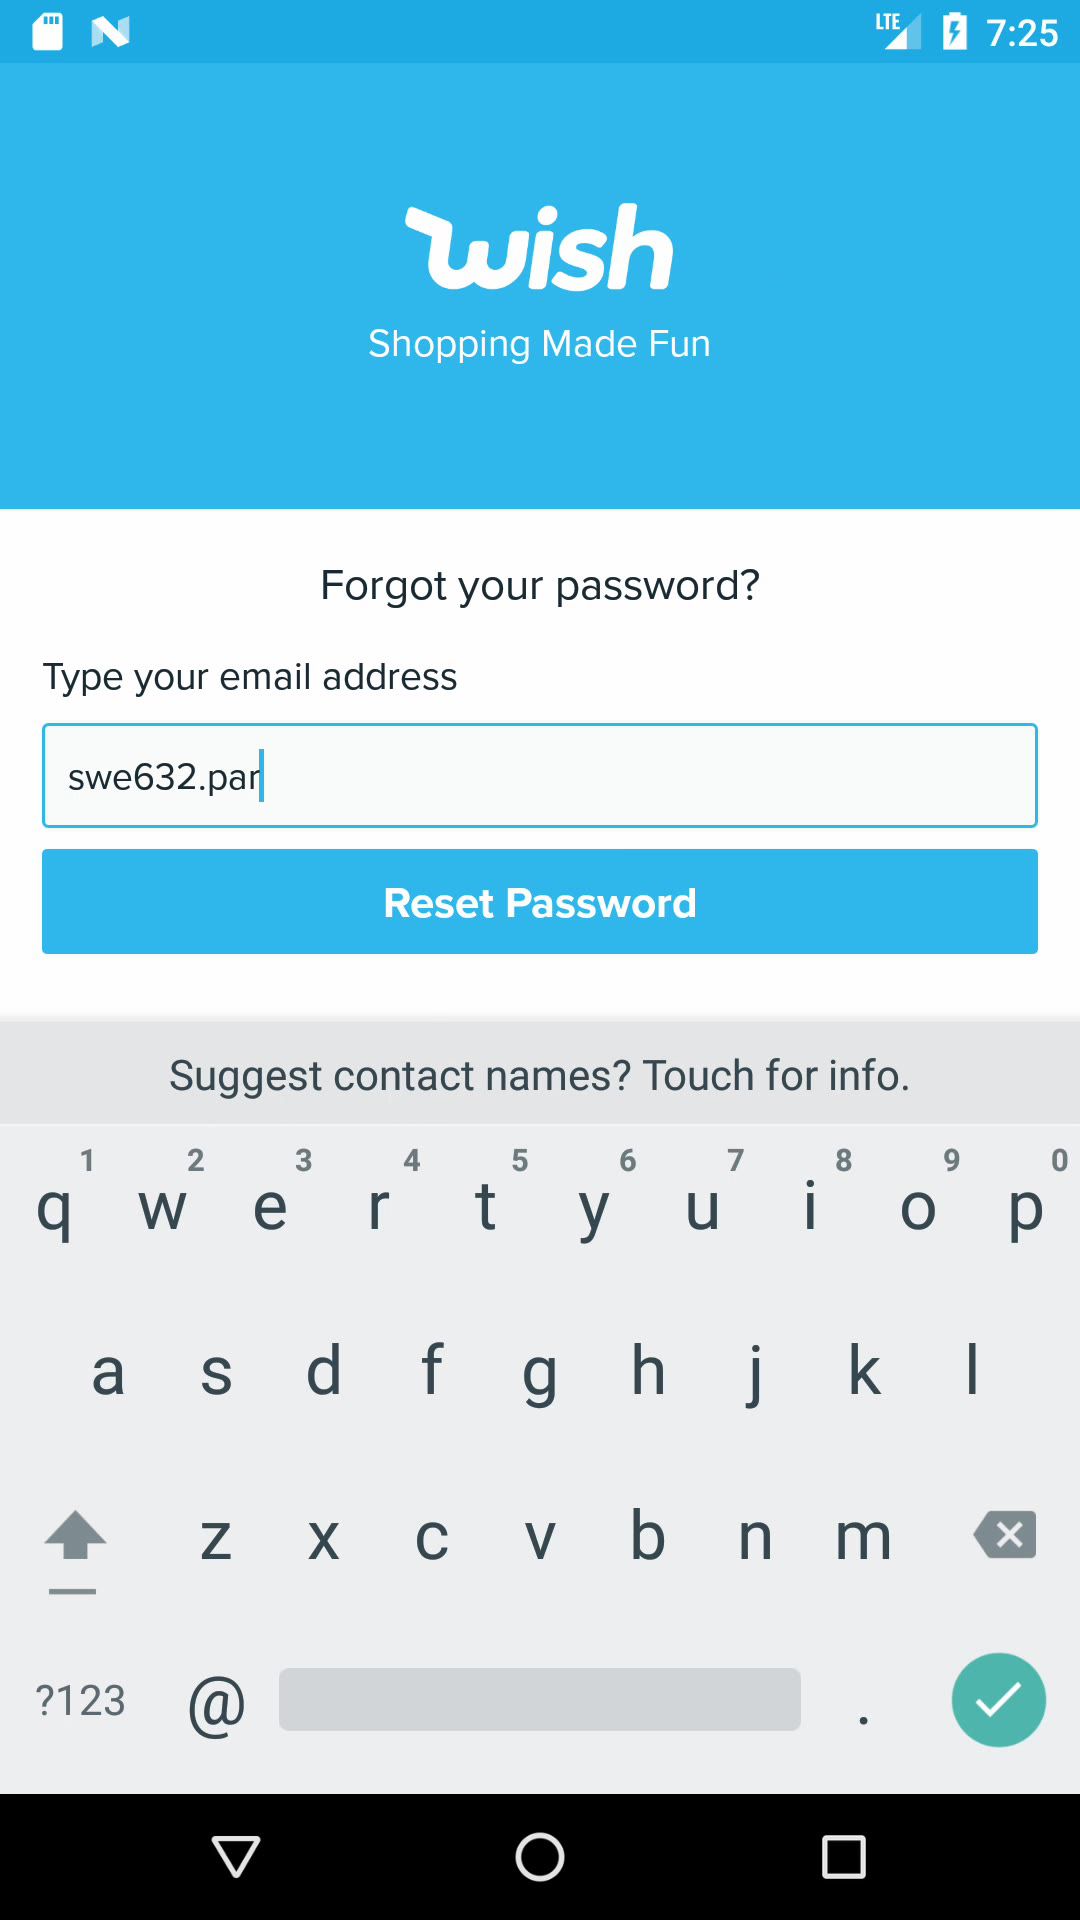 LTE 7:25
wish
Shopping Made Fun
Forgot your password?
Type your email address
swe632.par
Reset Password
Suggest contact names? Touch for info.
1 2 3 4 5 6 7 8 9 0
q w e r t y u i o p
a s d f g h j k l
z x c v b n m
?123 @ .